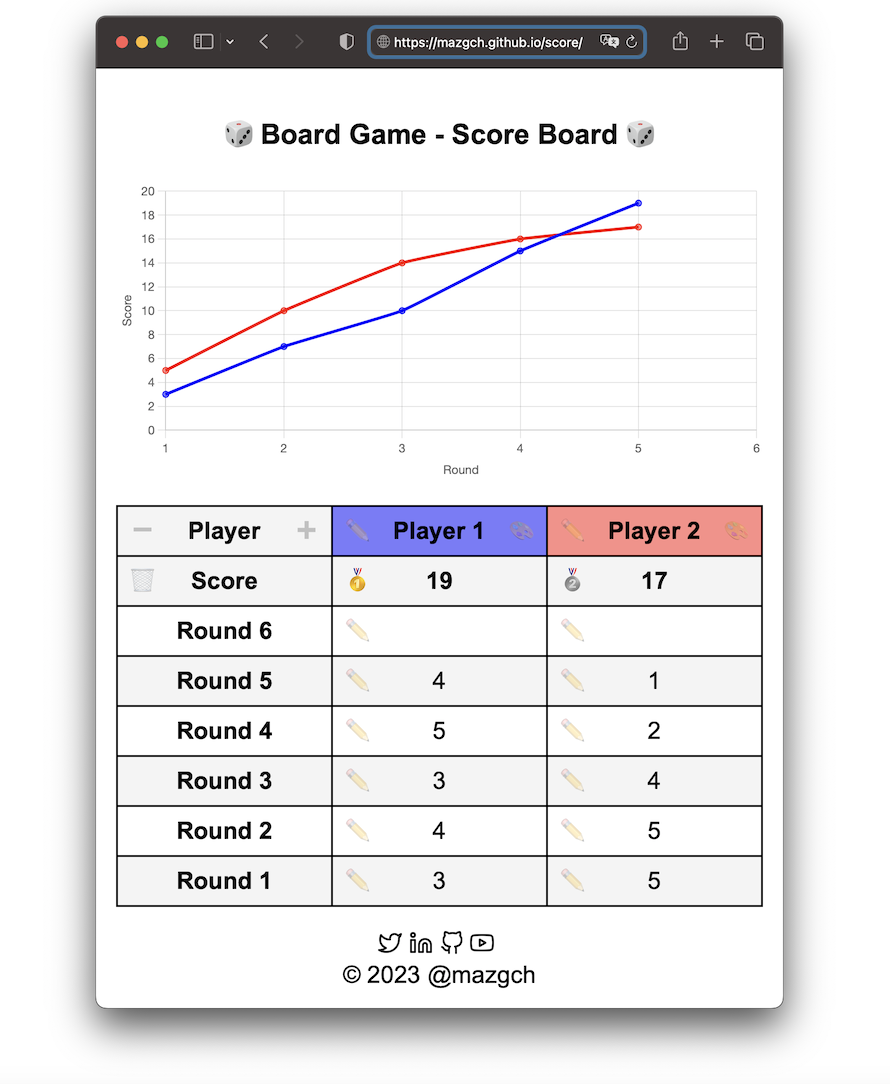 https://mazgch.github.io/score/
🎲 Board Game - Score Board 🎲
20
18
16
14
12
10
8
6
4
2
0
Score
1 2 3 4 5 6
Round
Player Player 1 Player 2
Score 19 17
Round 6
Round 5 4 1
Round 4 5 2
Round 3 3 4
Round 2 4 5
Round 1 3 5
© 2023 @mazgch